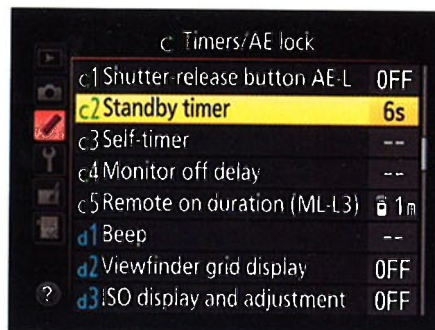 c Timers/AE lock
c1 Shutter-release button AE-L OFF
c2 Standby timer 6s
c3 Self-timer --
c4 Monitor off delay --
c5 Remote on duration (ML-L3) 1m
d1 Beep --
d2 Viewfinder grid display OFF
d3 ISO display and adjustment OFF
?